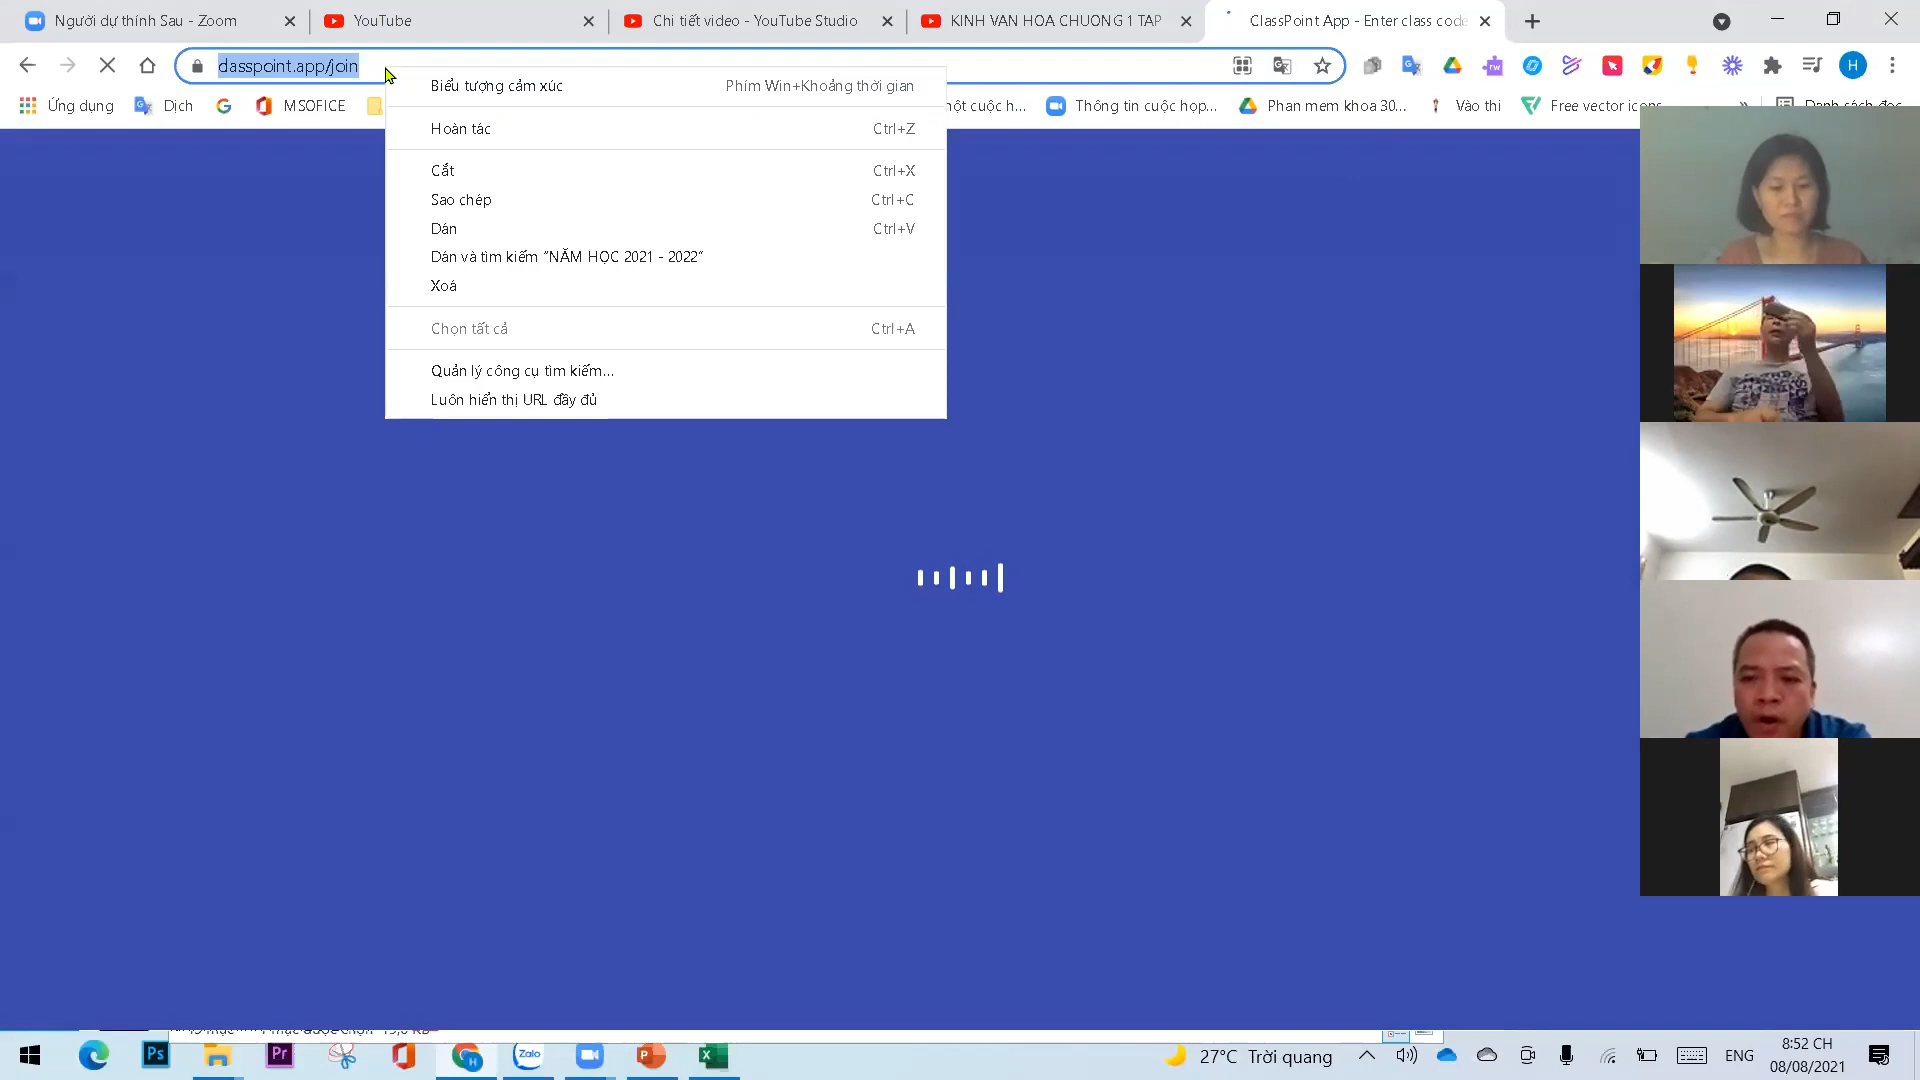 Người dự thính Sau - Zoom
YouTube
Chi tiết video - YouTube Studio
KINH VAN HOA CHUONG 1 TAP
ClassPoint App - Enter class code
classpoint.app/join
Ứng dụng
Dịch
MSOFICE
một cuộc h...
Thông tin cuộc họp...
Phan mem khoa 30...
Vào thi
Free vector icons
»
Danh sách đọc
Biểu tượng cảm xúc Phím Win+Khoảng thời gian
Hoàn tác Ctrl+Z
Cắt Ctrl+X
Sao chép Ctrl+C
Dán Ctrl+V
Dán và tìm kiếm “NĂM HỌC 2021 - 2022”
Xoá
Chọn tất cả Ctrl+A
Quản lý công cụ tìm kiếm...
Luôn hiển thị URL đầy đủ
H
rw
Ps
Pr
H
Zalo
27°C Trời quang
ENG
8:52 CH
08/08/2021